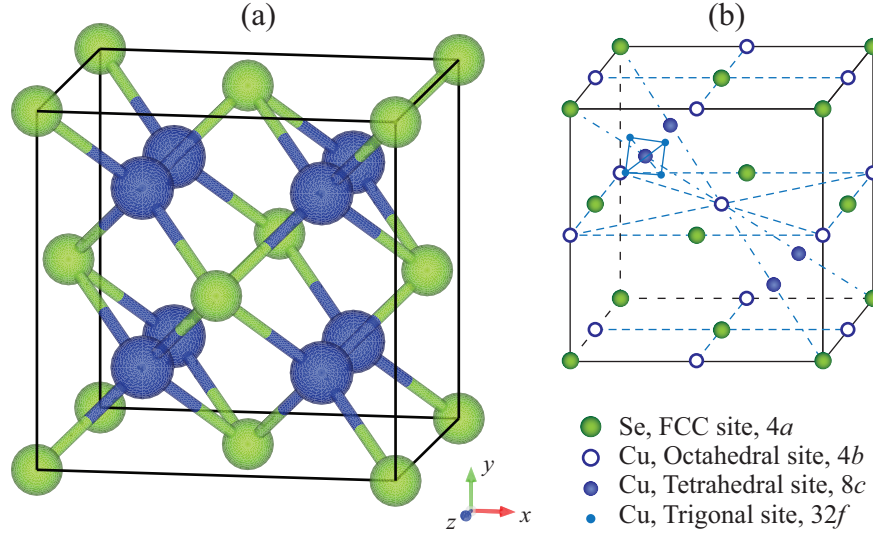 (a)
(b)
y
z
x
Se, FCC site, 4a
Cu, Octahedral site, 4b
Cu, Tetrahedral site, 8c
Cu, Trigonal site, 32f